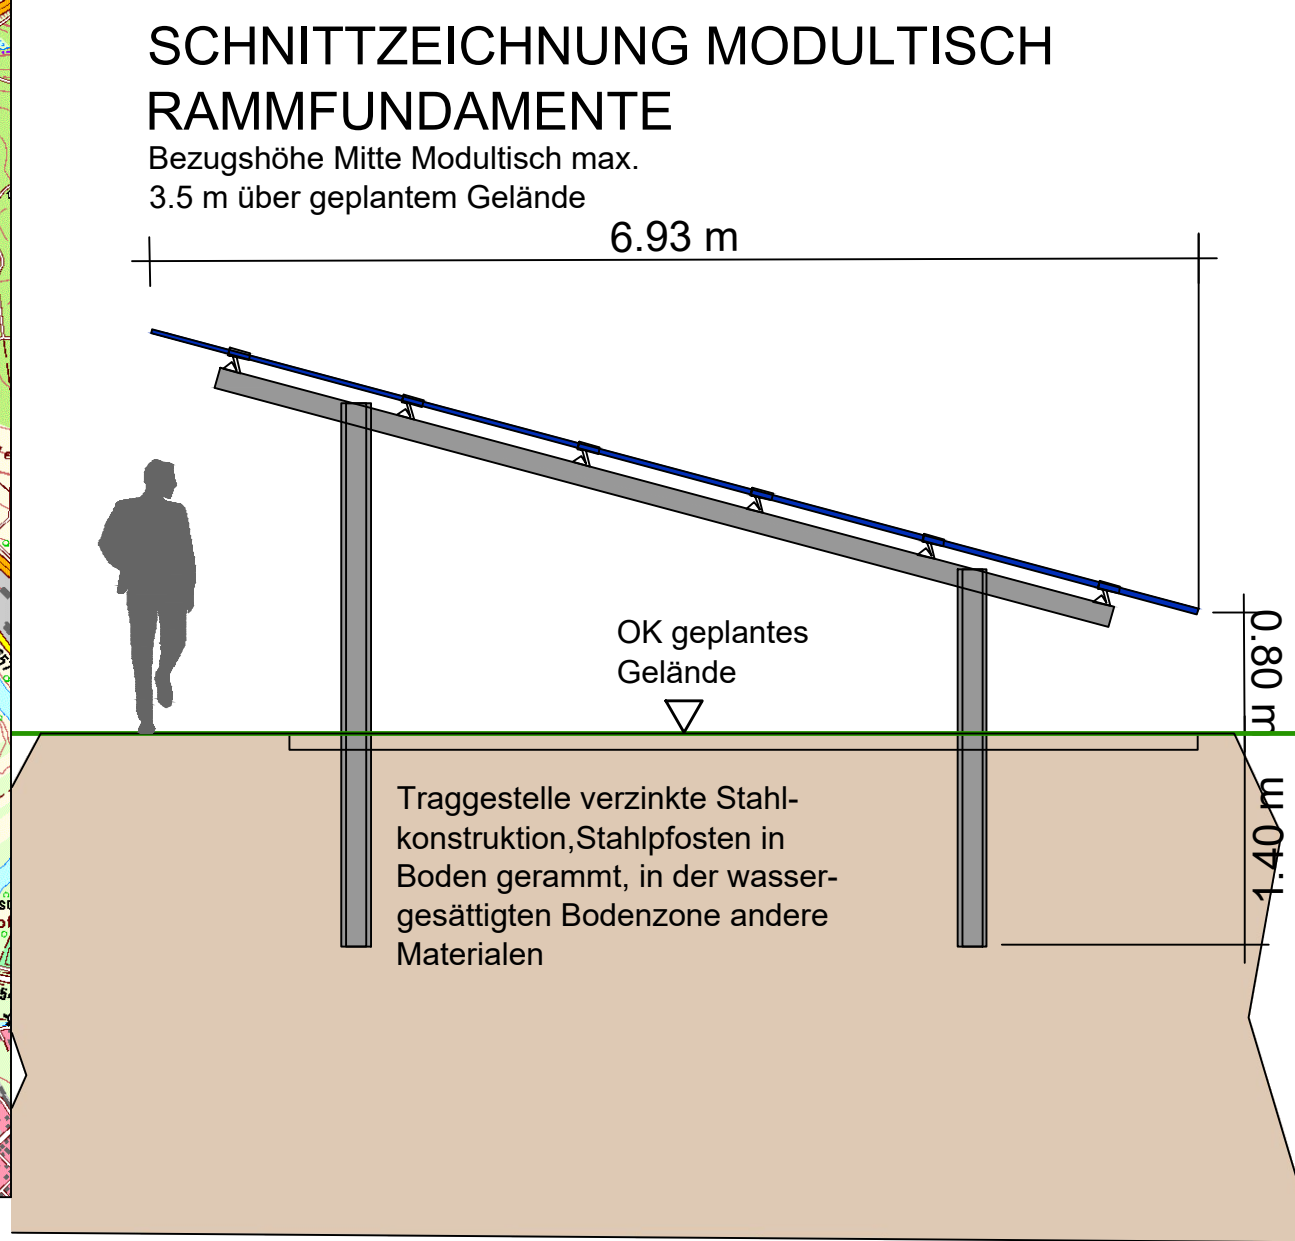 SCHNITTZEICHNUNG MODULTISCH
RAMMFUNDAMENTE
Bezugshöhe Mitte Modultisch max.
3.5 m über geplantem Gelände
6.93 m
OK geplantes
Gelände
0.80 m
1.40 m
Traggestelle verzinkte Stahl-
konstruktion,Stahlpfosten in
Boden gerammt, in der wasser-
gesättigten Bodenzone andere
Materialen